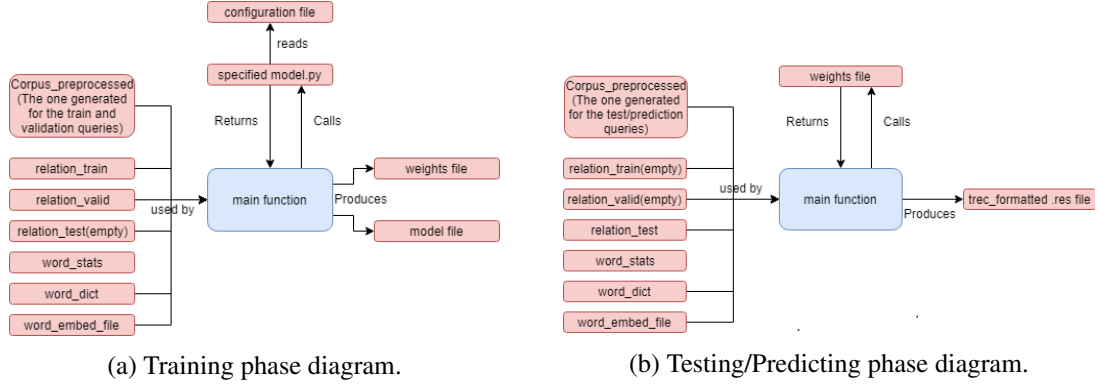 configuration file
reads
specified model.py
Returns
Calls
Corpus_preprocessed
(The one generated
for the train and
validation queries)
relation_train
relation_valid
relation_test(empty)
word_stats
word_dict
word_embed_file
used by
main function
Produces
weights file
model file
(a) Training phase diagram.
weights file
Returns
Calls
Corpus_preprocessed
(The one generated
for the test/prediction
queries)
relation_train(empty)
relation_valid(empty)
relation_test
word_stats
word_dict
word_embed_file
used by
main function
Produces
trec_formatted .res file
(b) Testing/Predicting phase diagram.